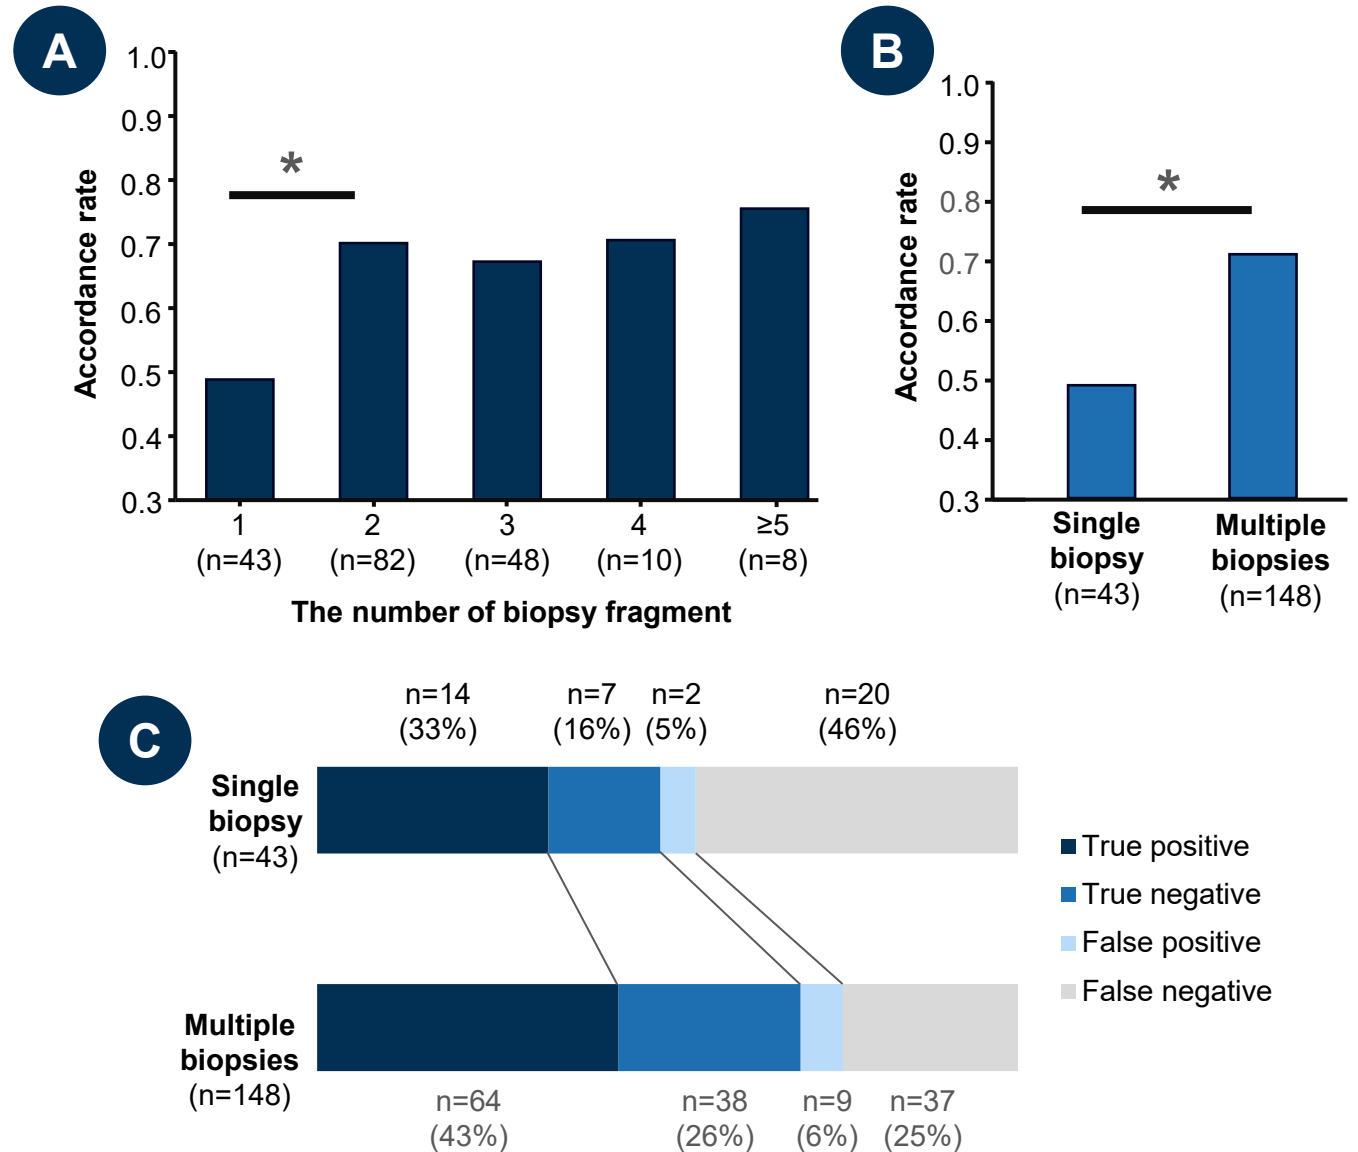 A
1.0
0.9
0.8
0.7
0.6
0.5
0.4
0.3
Accordance rate
*
1
(n=43)
2
(n=82)
3
(n=48)
4
(n=10)
≥5
(n=8)
The number of biopsy fragment
B
1.0
0.9
0.8
0.7
0.6
0.5
0.4
0.3
Accordance rate
*
Single
biopsy
(n=43)
Multiple
biopsies
(n=148)
C
n=14
(33%)
n=7
(16%)
n=2
(5%)
n=20
(46%)
Single
biopsy
(n=43)
Multiple
biopsies
(n=148)
n=64
(43%)
n=38
(26%)
n=9
(6%)
n=37
(25%)
True positive
True negative
False positive
False negative